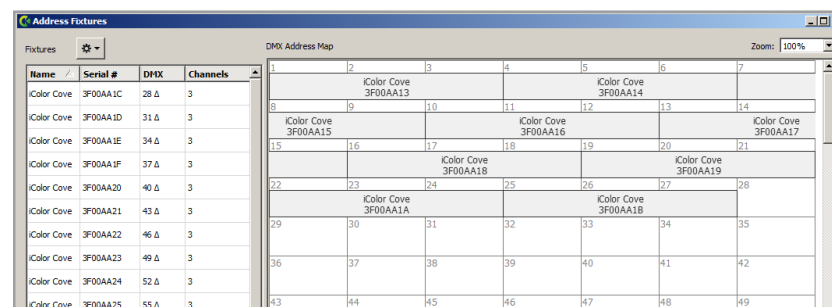 Address Fixtures
Fixtures
DMX Address Map
Zoom: 100%
Name Serial # DMX Channels
iColor Cove 3F00AA1C 28 Δ 3
iColor Cove 3F00AA1D 31 Δ 3
iColor Cove 3F00AA1E 34 Δ 3
iColor Cove 3F00AA1F 37 Δ 3
iColor Cove 3F00AA20 40 Δ 3
iColor Cove 3F00AA21 43 Δ 3
iColor Cove 3F00AA22 46 Δ 3
iColor Cove 3F00AA23 49 Δ 3
iColor Cove 3F00AA24 52 Δ 3
iColor Cove 3F00AA25 55 Δ 3
1 2 3 4 5 6 7
iColor Cove iColor Cove
3F00AA13 3F00AA14
8 9 10 11 12 13 14
iColor Cove iColor Cove iColor Cove
3F00AA15 3F00AA16 3F00AA17
15 16 17 18 19 20 21
iColor Cove iColor Cove
3F00AA18 3F00AA19
22 23 24 25 26 27 28
iColor Cove iColor Cove
3F00AA1A 3F00AA1B
29 30 31 32 33 34 35
36 37 38 39 40 41 42
43 44 45 46 47 48 49